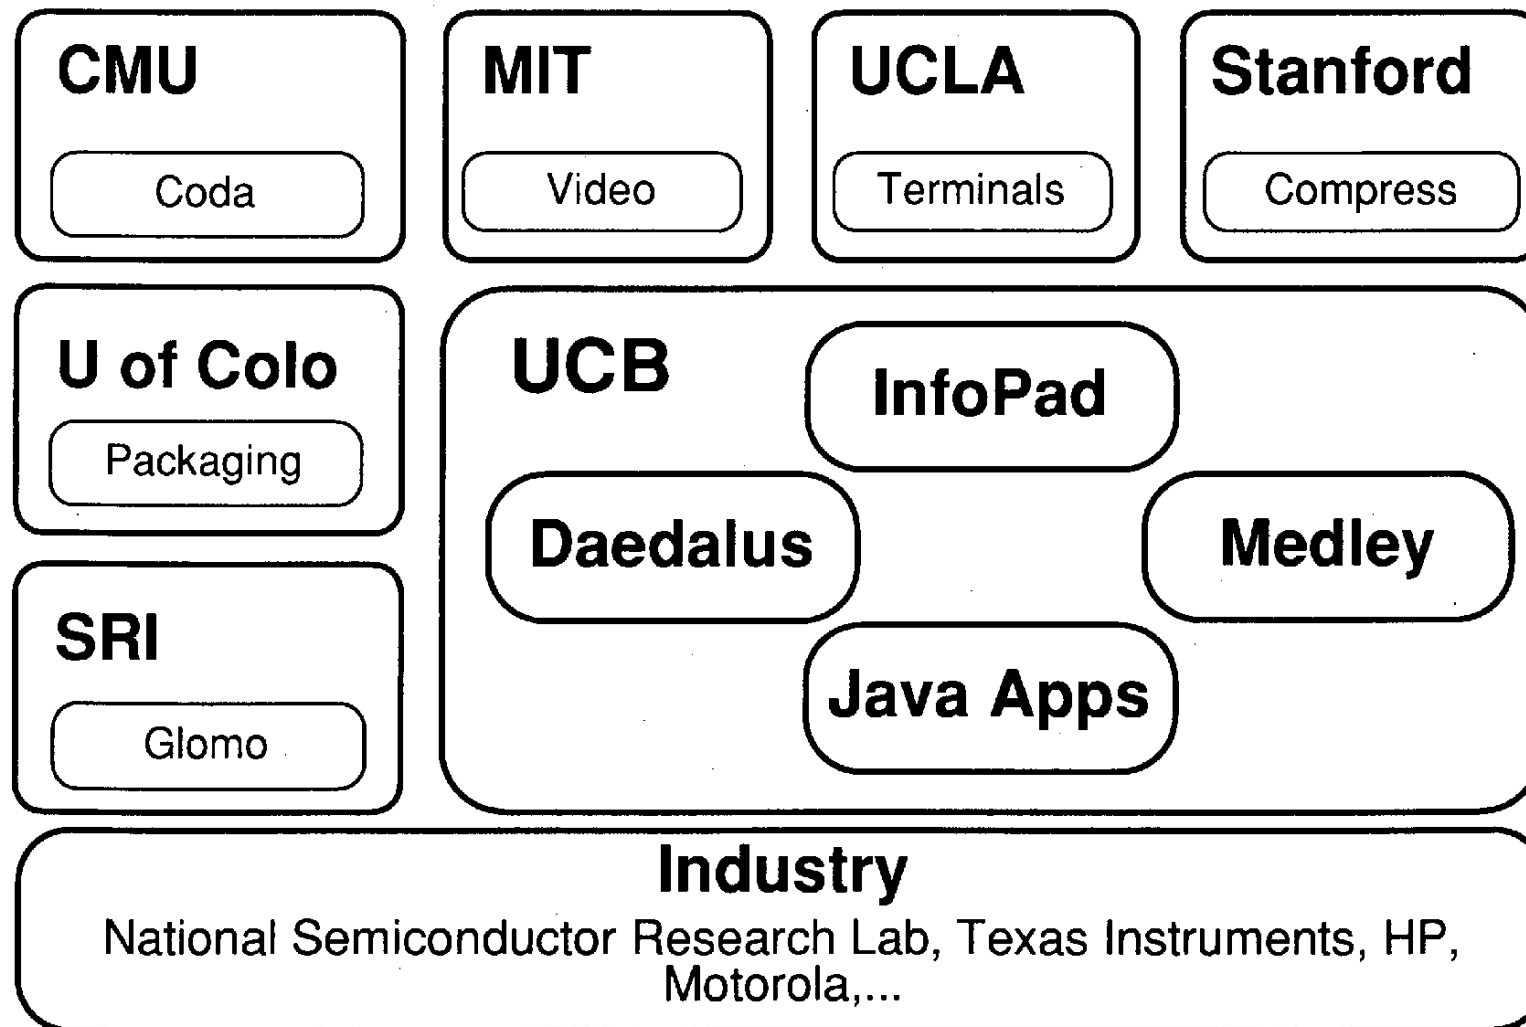 CMU
Coda
MIT
Video
UCLA
Terminals
Stanford
Compress
U of Colo
Packaging
SRI
Glomo
UCB
InfoPad
Daedalus
Medley
Java Apps
Industry
National Semiconductor Research Lab, Texas Instruments, HP,
Motorola,...